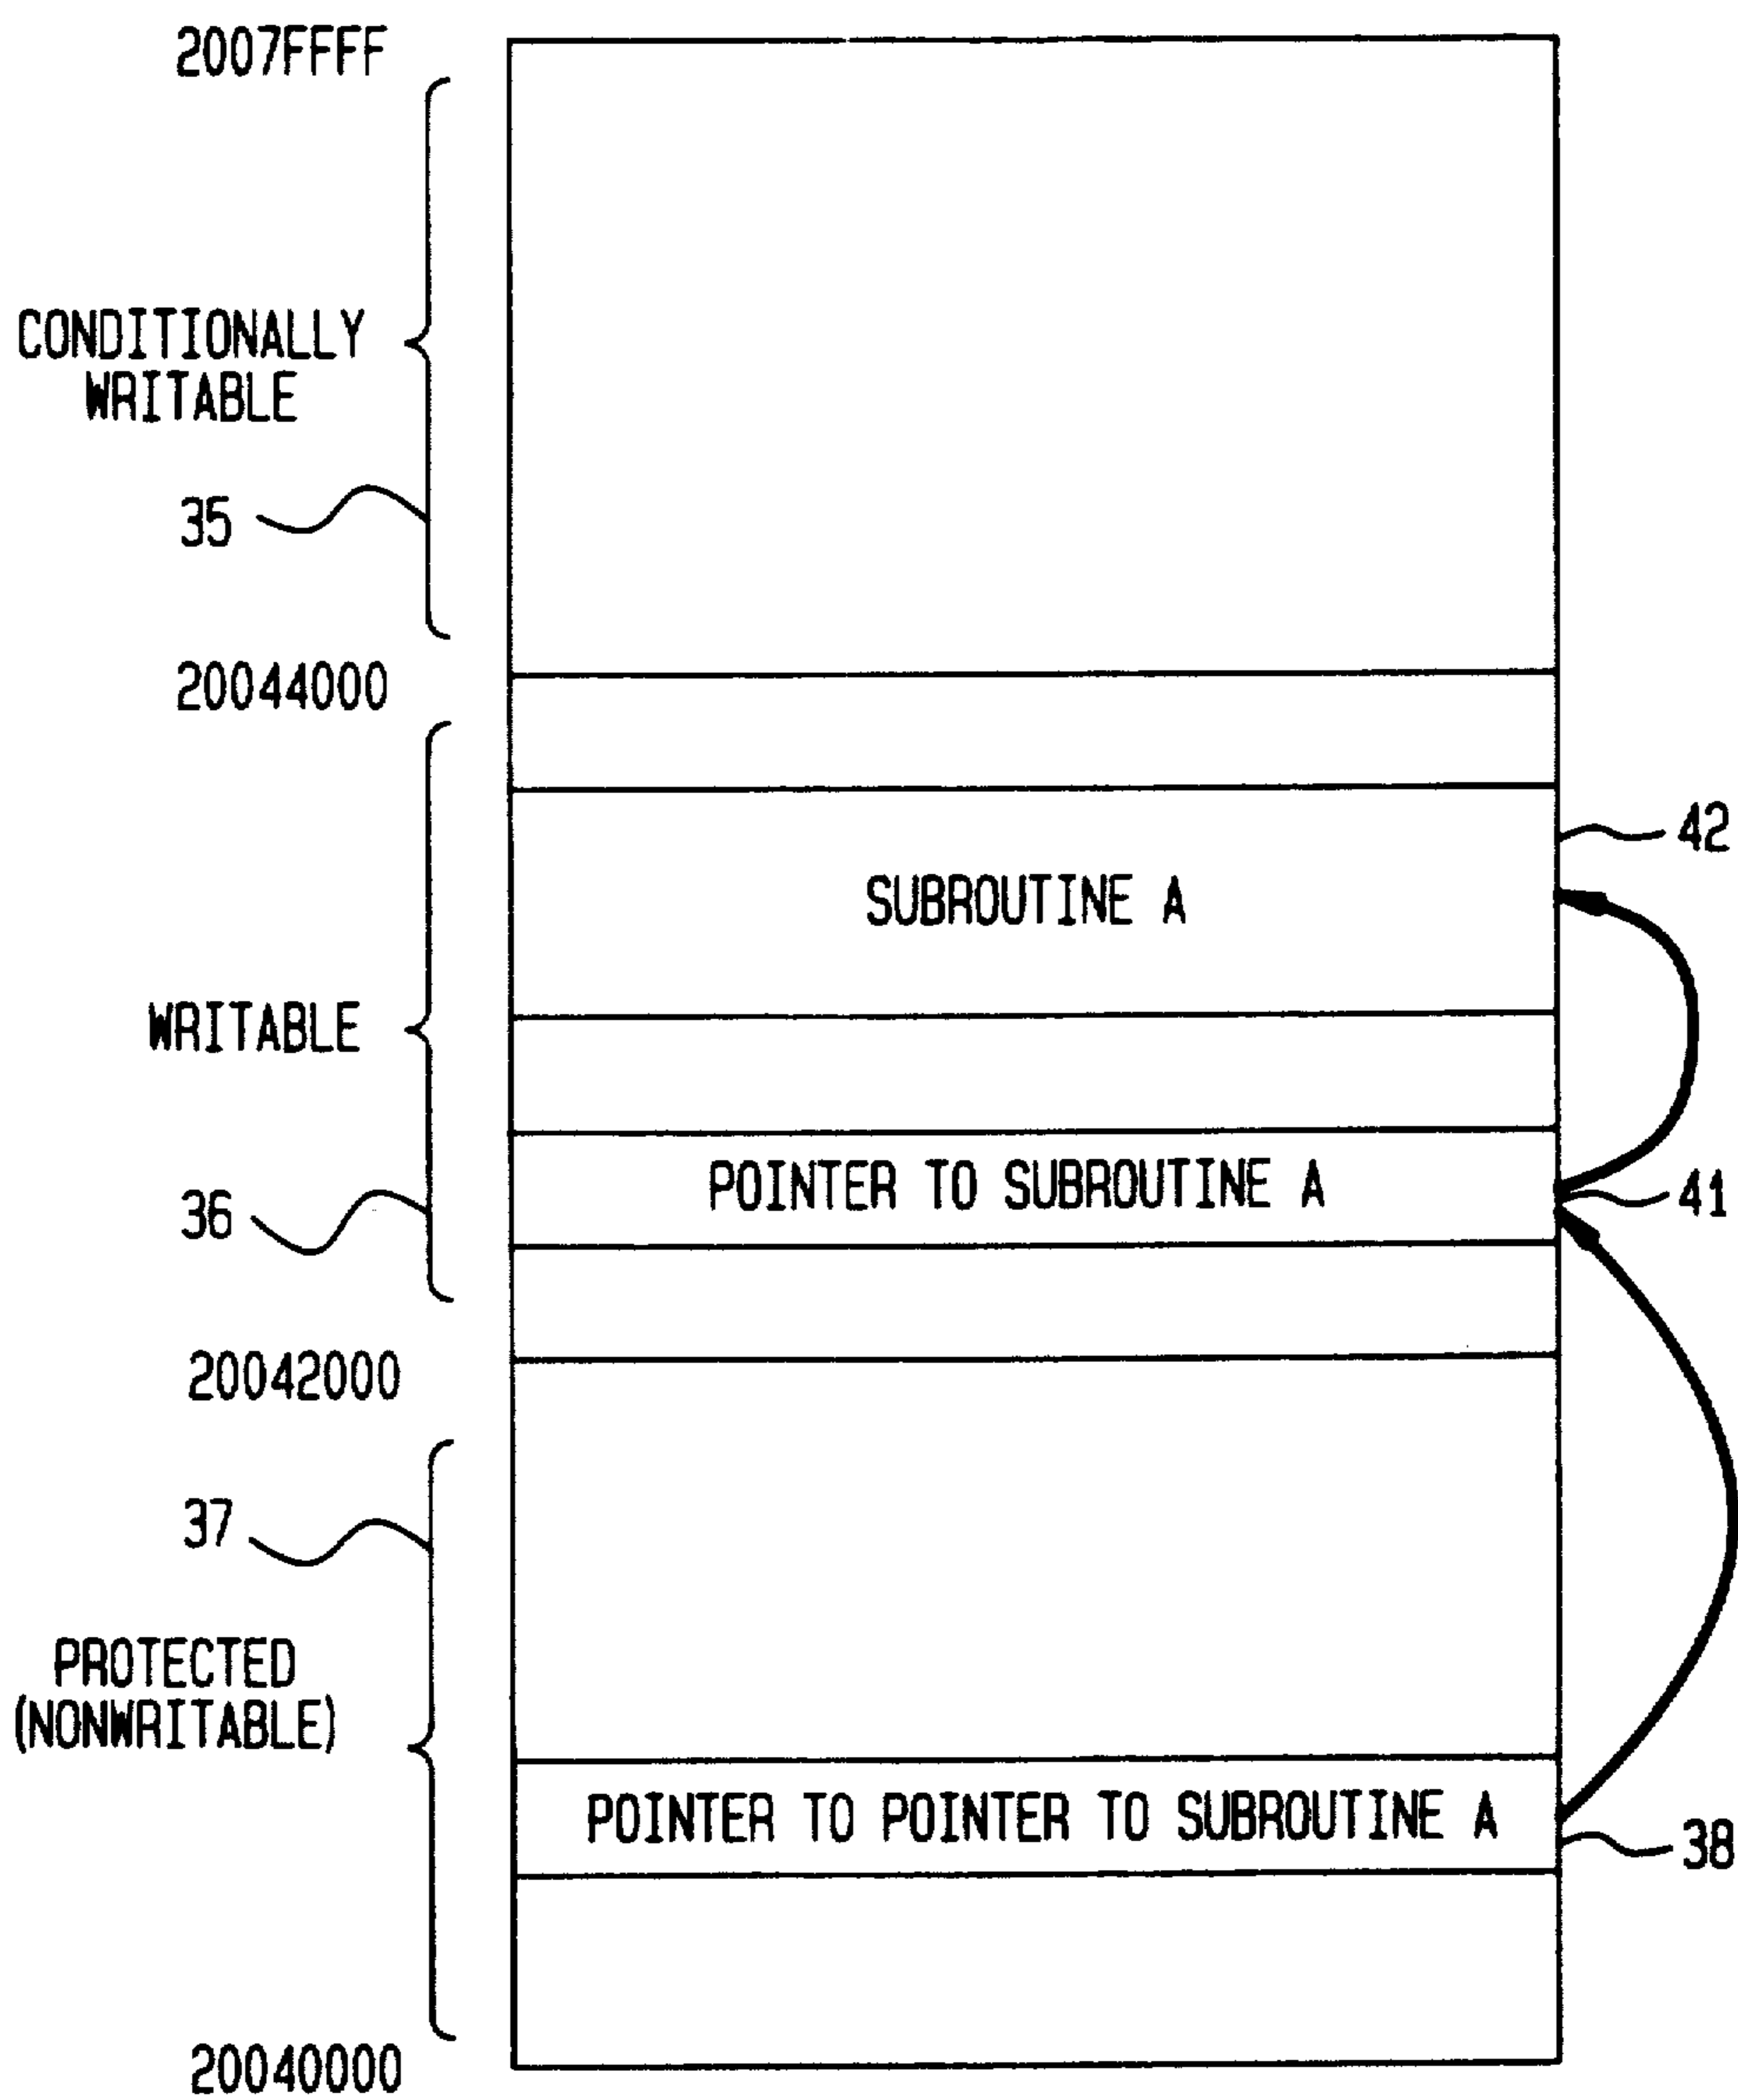 2007FFFF
CONDITIONALLY
WRITABLE
35
20044000
42
SUBROUTINE A
WRITABLE
POINTER TO SUBROUTINE A
41
36
20042000
37
PROTECTED
(NONWRITABLE)
POINTER TO POINTER TO SUBROUTINE A
38
20040000